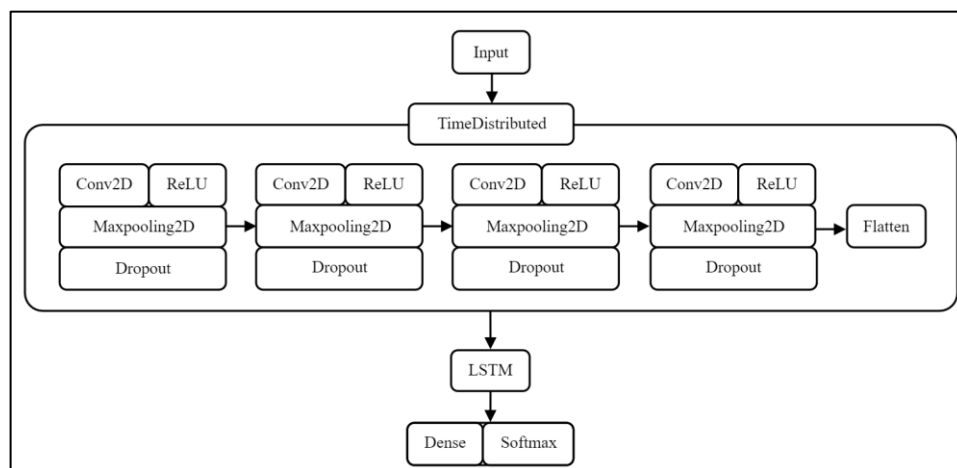 Input
TimeDistributed
Conv2D ReLU Conv2D ReLU Conv2D ReLU Conv2D ReLU
Maxpooling2D Maxpooling2D Maxpooling2D Maxpooling2D Flatten
Dropout Dropout Dropout Dropout
LSTM
Dense Softmax